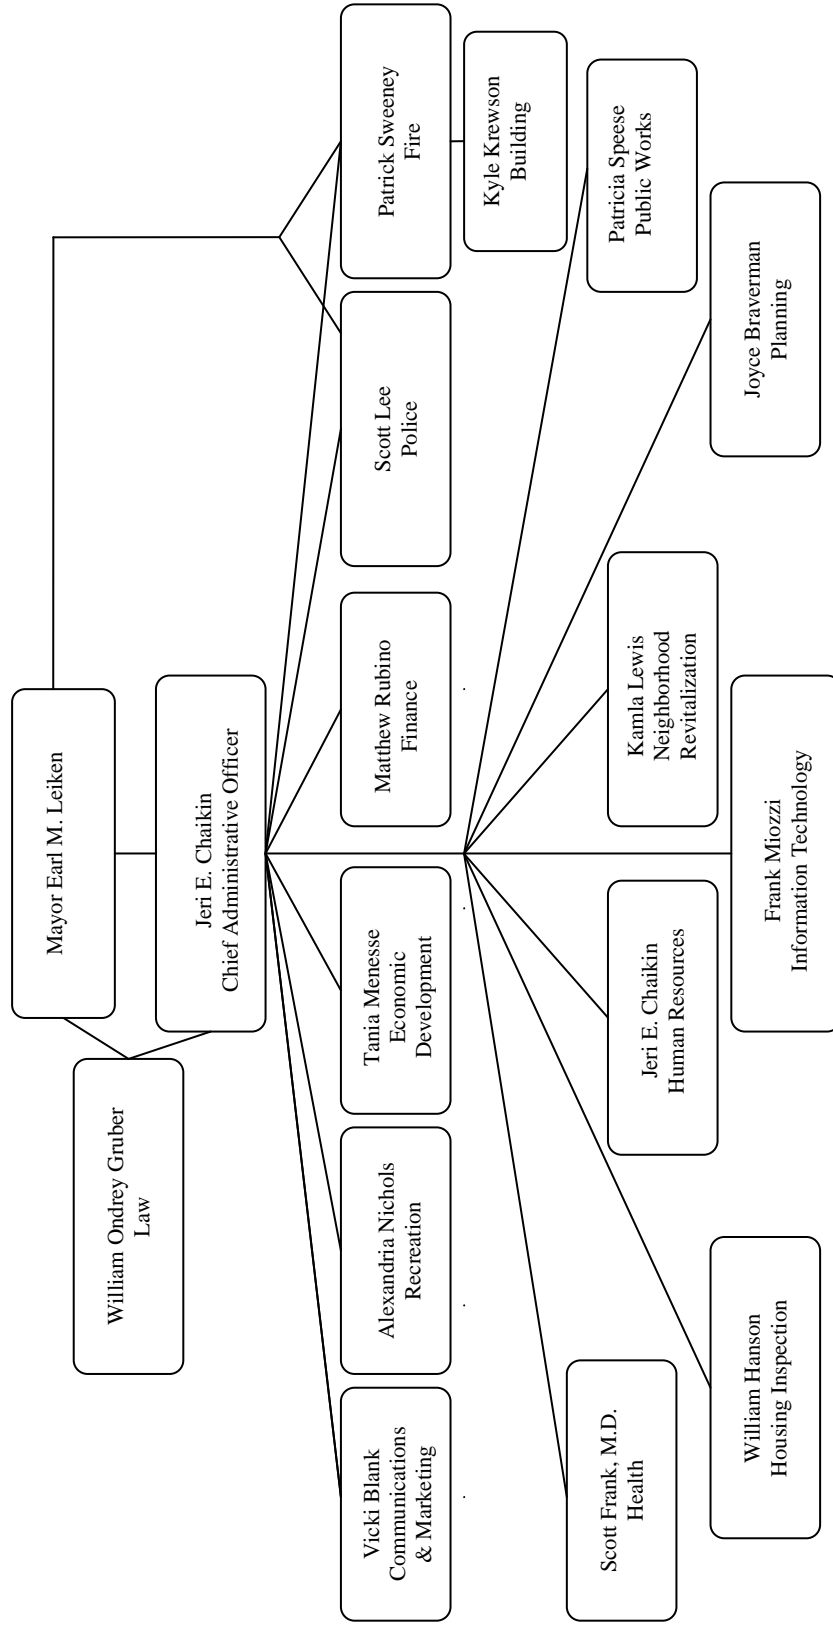 Mayor Earl M. Leiken
William Ondrey Gruber
Law
Jeri E. Chaikin
Chief Administrative Officer
Vicki Blank
Communications
& Marketing
Alexandria Nichols
Recreation
Tania Menesse
Economic
Development
Matthew Rubino
Finance
Scott Lee
Police
Patrick Sweeney
Fire
Kyle Krewson
Building
Scott Frank, M.D.
Health
Patricia Speese
Public Works
Jeri E. Chaikin
Human Resources
Kamla Lewis
Neighborhood
Revitalization
William Hanson
Housing Inspection
Joyce Braverman
Planning
Frank Miozzi
Information Technology